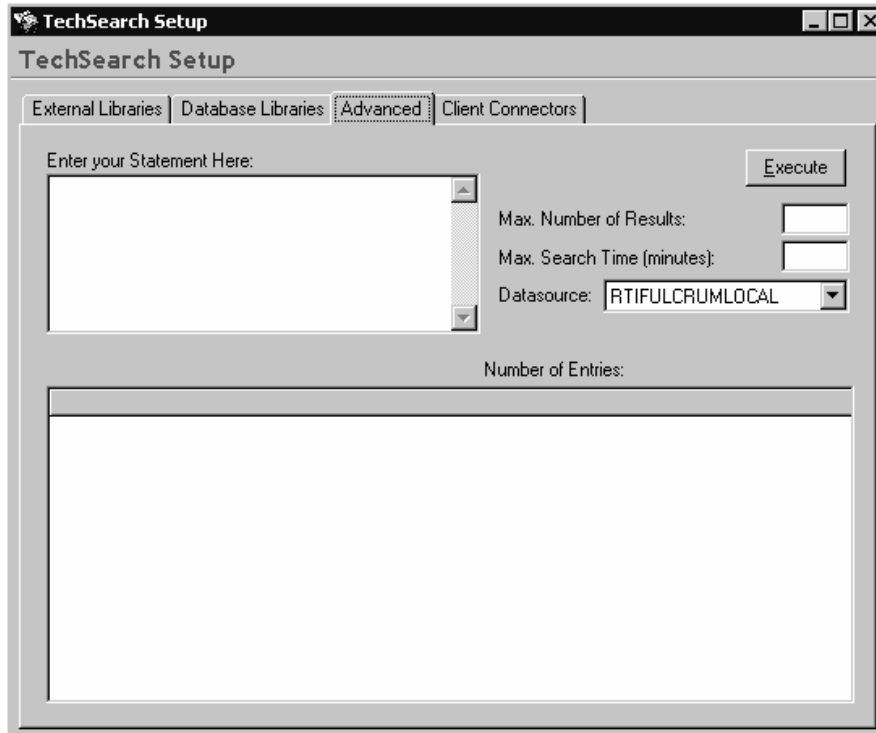 TechSearch Setup
TechSearch Setup
External Libraries Database Libraries Advanced Client Connectors
Enter your Statement Here:
Execute
Max. Number of Results:
Max. Search Time (minutes):
Datasource: RTIFULCRUMLOCAL
Number of Entries: